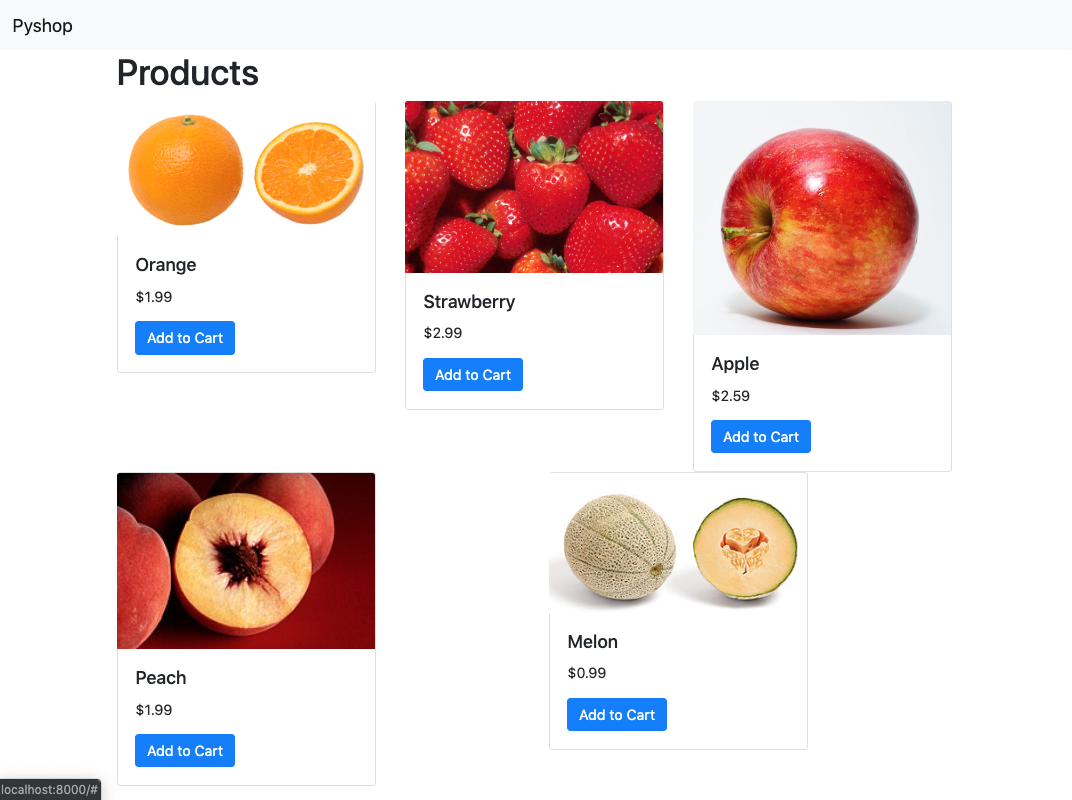 Pyshop
Products
Orange
$1.99
Add to Cart
Strawberry
$2.99
Add to Cart
Apple
$2.59
Add to Cart
Peach
$1.99
Add to Cart
Melon
$0.99
Add to Cart
localhost:8000/#